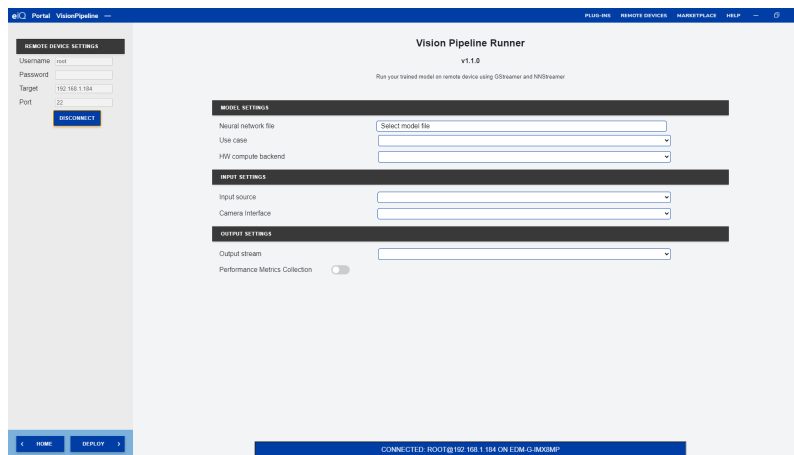 eIQ Portal VisionPipeline —
PLUG-INS REMOTE DEVICES MARKETPLACE HELP
REMOTE DEVICE SETTINGS
Username root
Password
Target 192.168.1.184
Port 22
DISCONNECT
Vision Pipeline Runner
v1.1.0
Run your trained model on remote device using GStreamer and NNStreamer
MODEL SETTINGS
Neural network file Select model file
Use case
HW compute backend
INPUT SETTINGS
Input source
Camera Interface
OUTPUT SETTINGS
Output stream
Performance Metrics Collection
HOME DEPLOY
CONNECTED: ROOT@192.168.1.184 ON EDM-G-IMX8MP